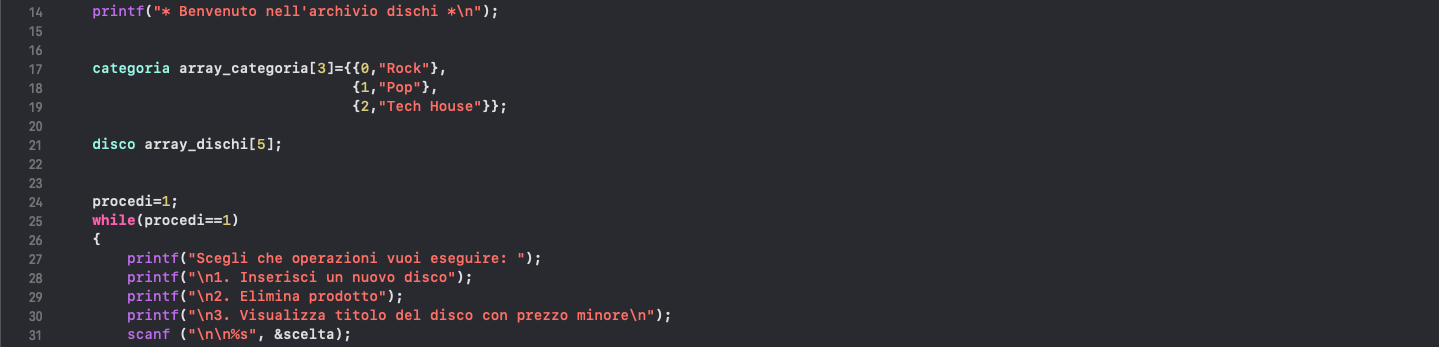 14 printf("* Benvenuto nell'archivio dischi *\n");
15
16
17 categoria array_categoria[3]={{0,"Rock"},
18 {1,"Pop"},
19 {2,"Tech House"}};
20
21 disco array_dischi[5];
22
23
24 procedi=1;
25 while(procedi==1)
26 {
27 printf("Scegli che operazioni vuoi eseguire: ");
28 printf("\n1. Inserisci un nuovo disco");
29 printf("\n2. Elimina prodotto");
30 printf("\n3. Visualizza titolo del disco con prezzo minore\n");
31 scanf ("\n\n%s", &scelta);